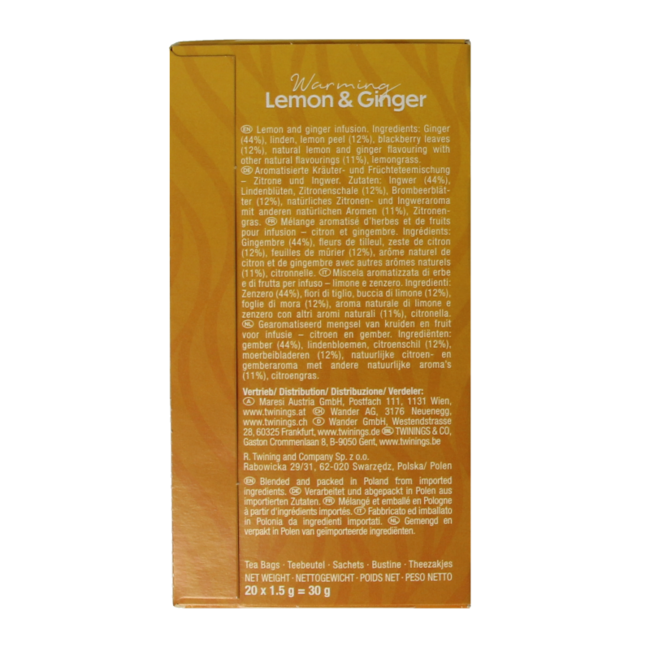 Warming
Lemon & Ginger
EN Lemon and ginger infusion. Ingredients: Ginger
(44%), linden, lemon peel (12%), blackberry leaves
(12%), natural lemon and ginger flavouring with
other natural flavourings (11%), lemongrass.
DE Aromatisierte Kräuter- und Früchteteemischung
– Zitrone und Ingwer. Zutaten: Ingwer (44%),
Lindenblüten, Zitronenschale (12%), Brombeerblät-
ter (12%), natürliches Zitronen- und Ingweraroma
mit anderen natürlichen Aromen (11%), Zitronen-
gras. FR Mélange aromatisé d'herbes et de fruits
pour infusion – citron et gingembre. Ingrédients:
Gingembre (44%), fleurs de tilleul, zeste de citron
(12%), feuilles de mûrier (12%), arôme naturel de
citron et de gingembre avec autres arômes naturels
(11%), citronnelle. IT Miscela aromatizzata di erbe
e di frutta per infuso – limone e zenzero. Ingredienti:
Zenzero (44%), fiori di tiglio, buccia di limone (12%),
foglie di mora (12%), aroma naturale di limone e
zenzero con altri aromi naturali (11%), citronella.
NL Gearomatiseerd mengsel van kruiden en fruit
voor infusie – citroen en gember. Ingrediënten:
gember (44%), lindenbloemen, citroenschil (12%),
moerbeibladeren (12%), natuurlijke citroen- en
gemberaroma met andere natuurlijke aroma's
(11%), citroengras.
Vertrieb/ Distribution/ Distribuzione/ Verdeler:
A Maresi Austria GmbH, Postfach 111, 1131 Wien,
www.twinings.at CH Wander AG, 3176 Neuenegg,
www.twinings.ch D Wander GmbH, Westendstrasse
28, 60325 Frankfurt, www.twinings.de TWININGS & CO,
Gaston Crommenlaan 8, B-9050 Gent, www.twinings.be
R. Twining and Company Sp. z o.o.
Rabowicka 29/31, 62-020 Swarzędz, Polska/ Polen
EN Blended and packed in Poland from imported
ingredients. DE Verarbeitet und abgepackt in Polen aus
importierten Zutaten. FR Mélangé et emballé en Pologne
à partir d'ingrédients importés. IT Fabbricato ed imballato
in Polonia da ingredienti importati. NL Gemengd en
verpakt in Polen van geïmporteerde ingrediënten.
Tea Bags · Teebeutel · Sachets · Bustine · Theezakjes
NET WEIGHT · NETTOGEWICHT · POIDS NET · PESO NETTO
20 x 1.5 g = 30 g